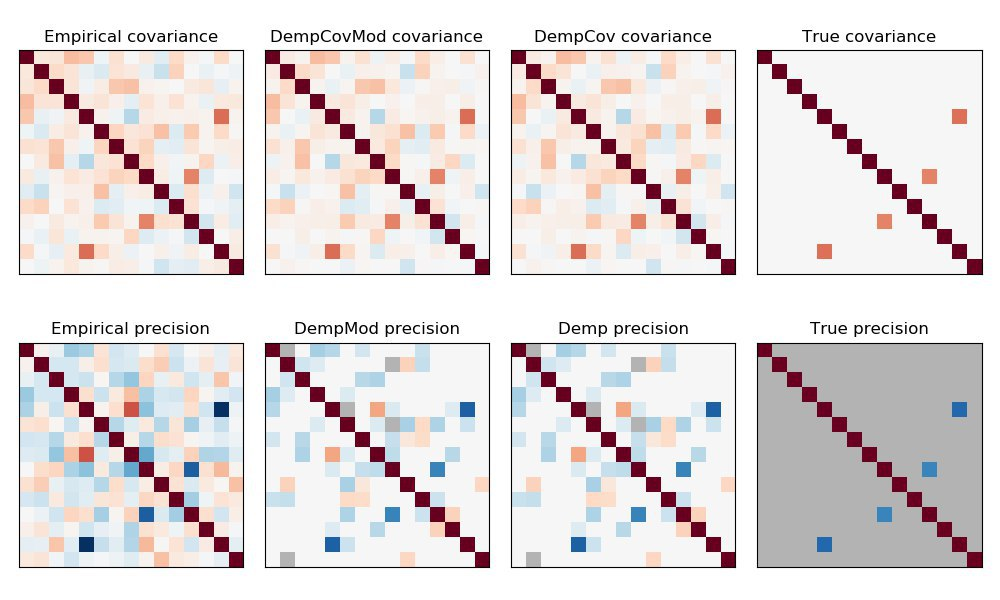 Empirical covariance
DempCovMod covariance
DempCov covariance
True covariance
Empirical precision
DempMod precision
Demp precision
True precision